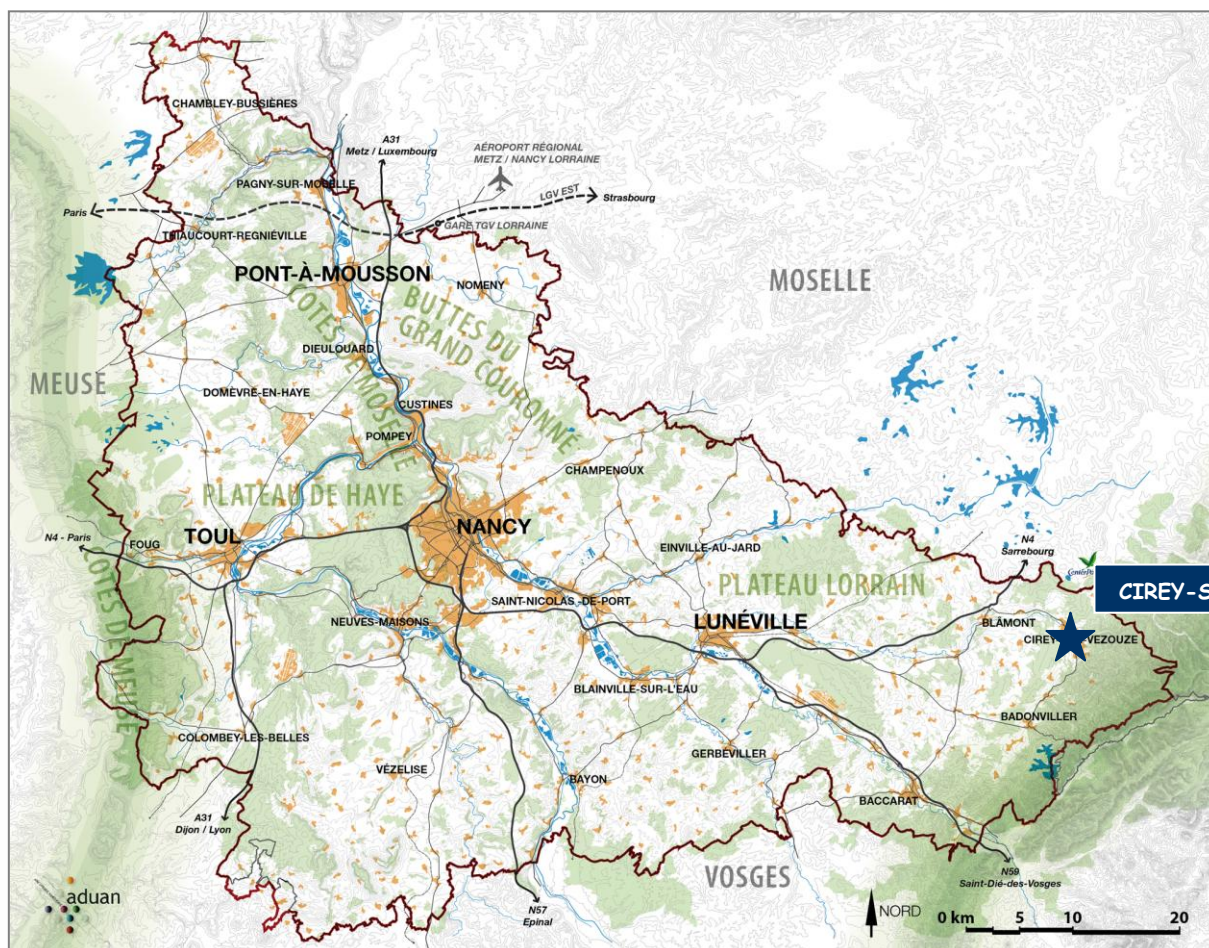 CHAMBLEY-BUSSIÈRES
A31
Metz / Luxembourg
AÉROPORT RÉGIONAL
METZ / NANCY LORRAINE
PAGNY-SUR-MOSELLE
LGV EST
Strasbourg
Paris
GARE TGV LORRAINE
THIAUCOURT-REGNIÉVILLE
PONT-À-MOUSSON
NOMENY
MOSELLE
BUTTES DU
GRAND COURONNÉ
CÔTES DE MOSELLE
DIEULOUARD
MEUSE
DOMÈVRE-EN-HAYE
CUSTINES
POMPEY
CHAMPENOUX
PLATEAU DE HAYE
NANCY
TOUL
N4 - Paris
FOUG
EINVILLE-AU-JARD
N4
Sarrebourg
PLATEAU LORRAIN
CIREY-S
CÔTES DE MEUSE
SAINT-NICOLAS-DE-PORT
NEUVES-MAISONS
LUNÉVILLE
BLÂMONT
CIREY VEZOUZE
BLAINVILLE-SUR-L'EAU
BADONVILLER
COLOMBEY-LES-BELLES
VÉZELISE
GERBÉVILLER
BAYON
BACCARAT
A31
Dijon / Lyon
VOSGES
N59
Saint-Dié-des-Vosges
aduan
N57
Epinal
NORD
0 km 5 10 20